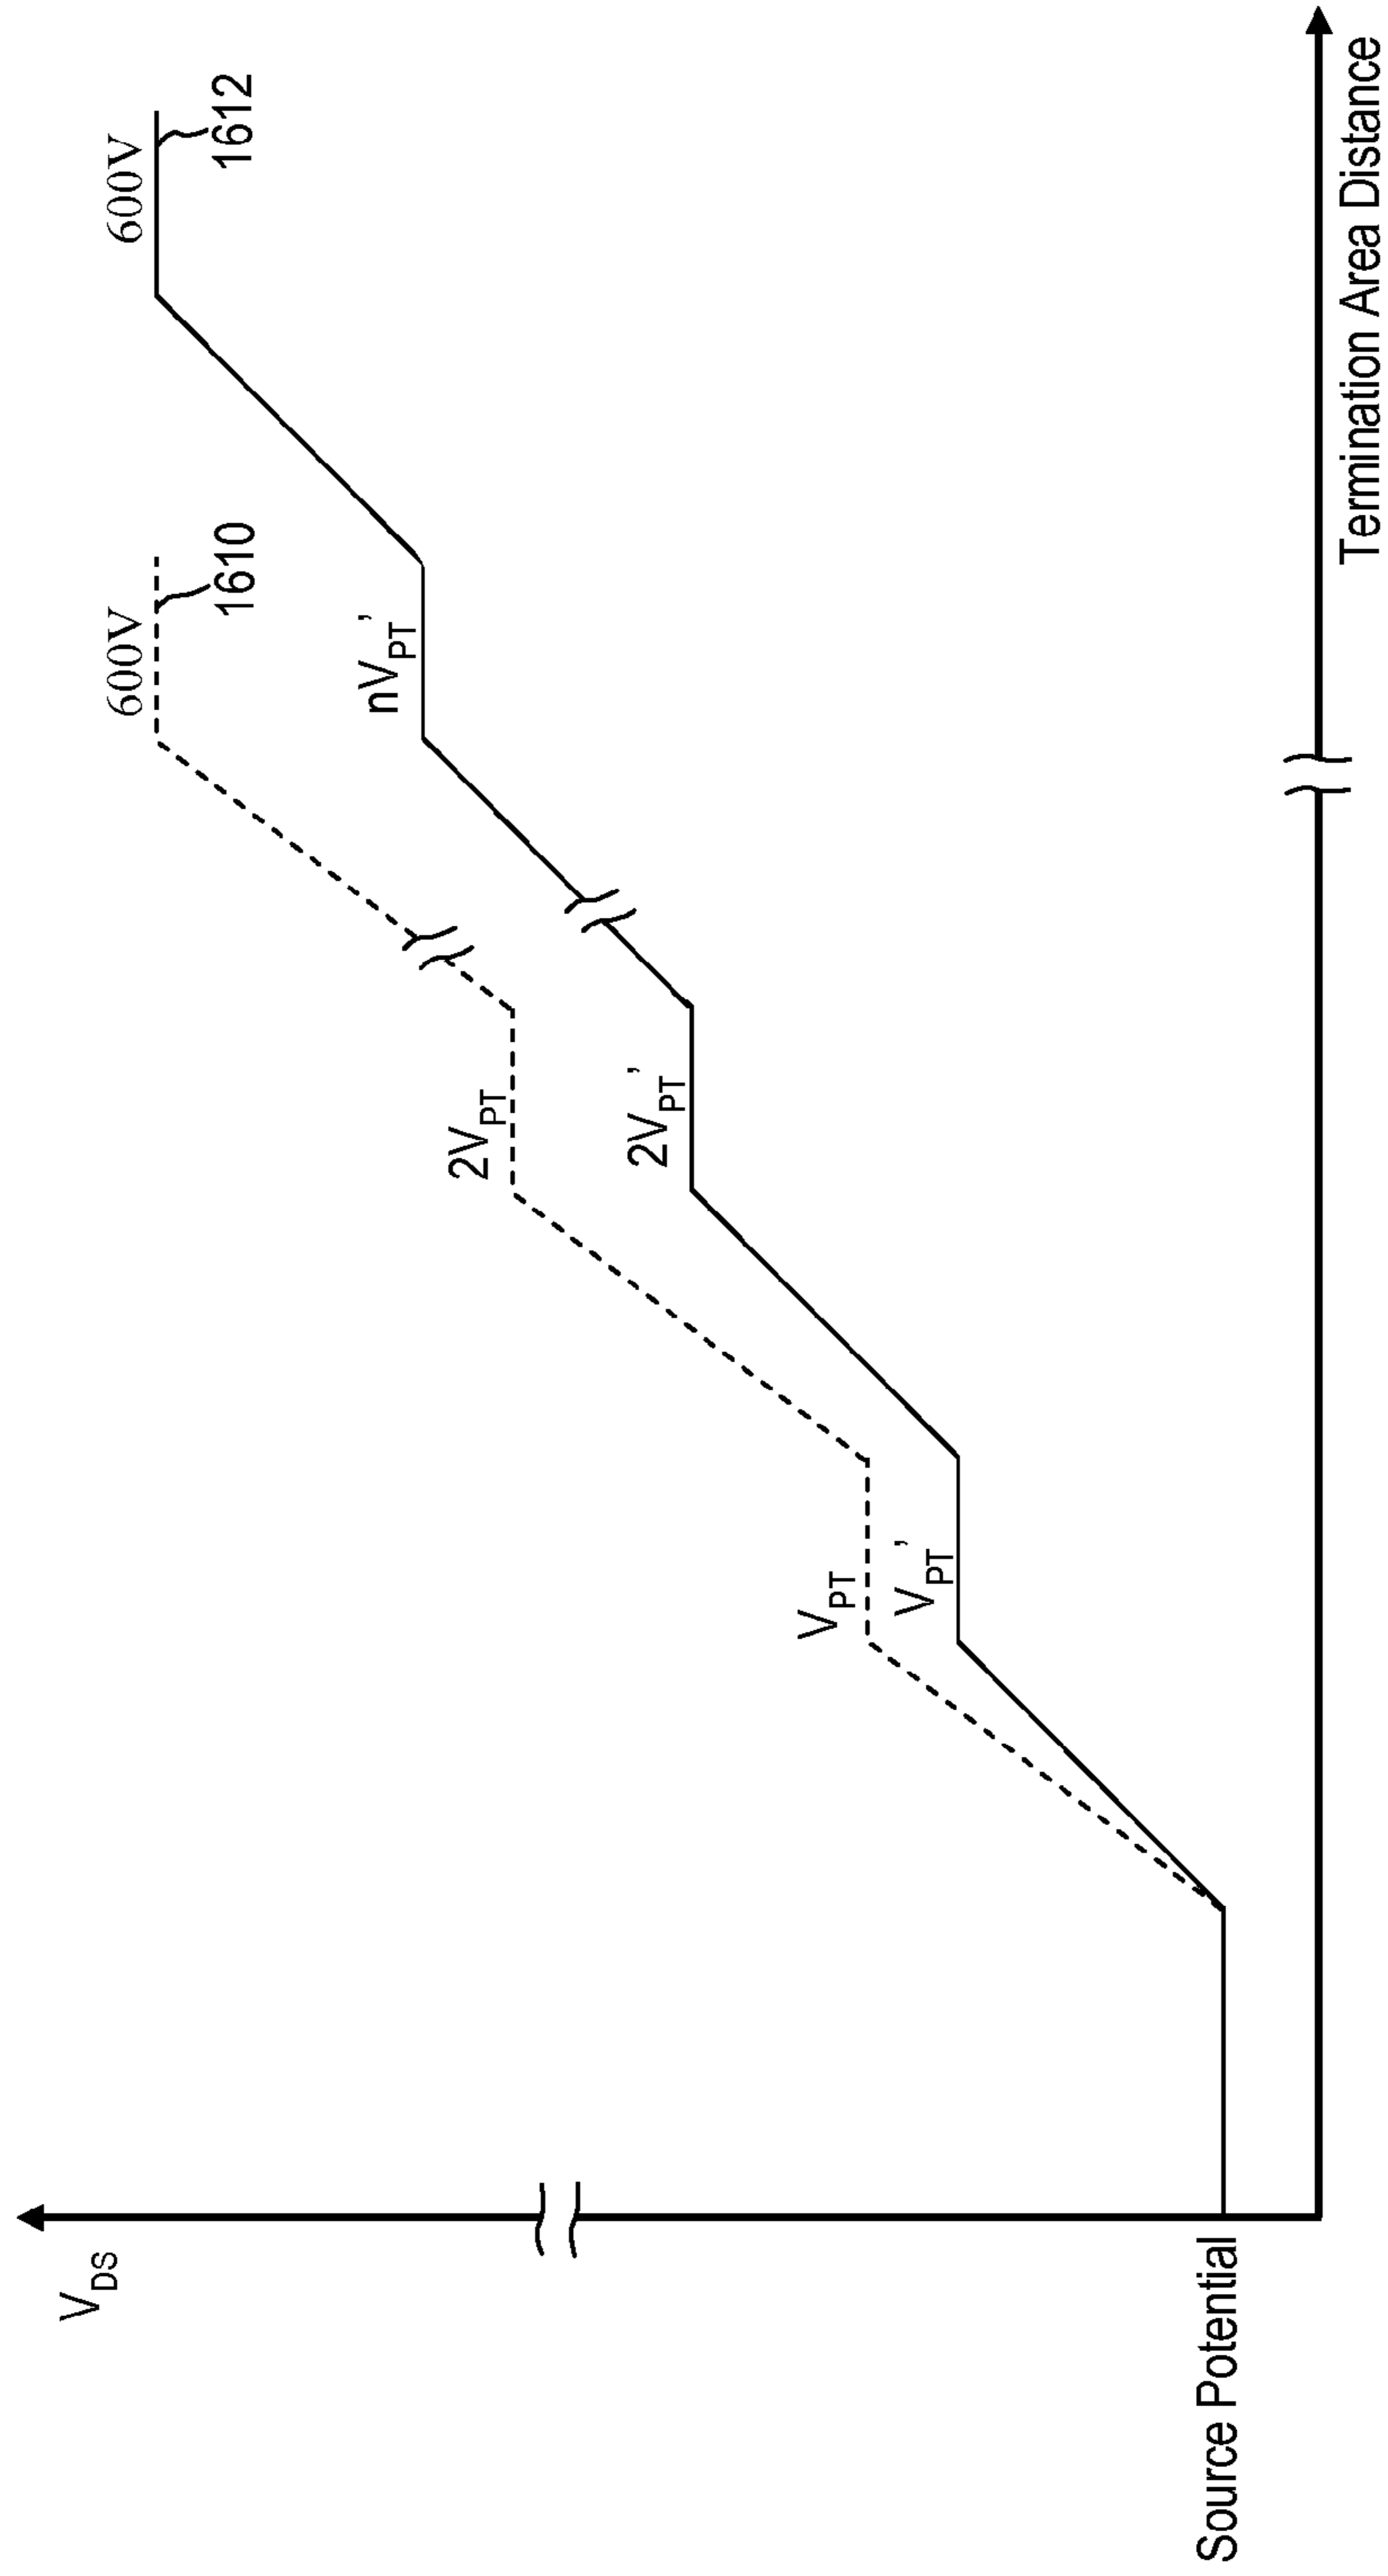 V_DS
600V
1610
600V
1612
2V_PT
nV_PT'
V_PT
2V_PT'
V_PT'
Source Potential
Termination Area Distance